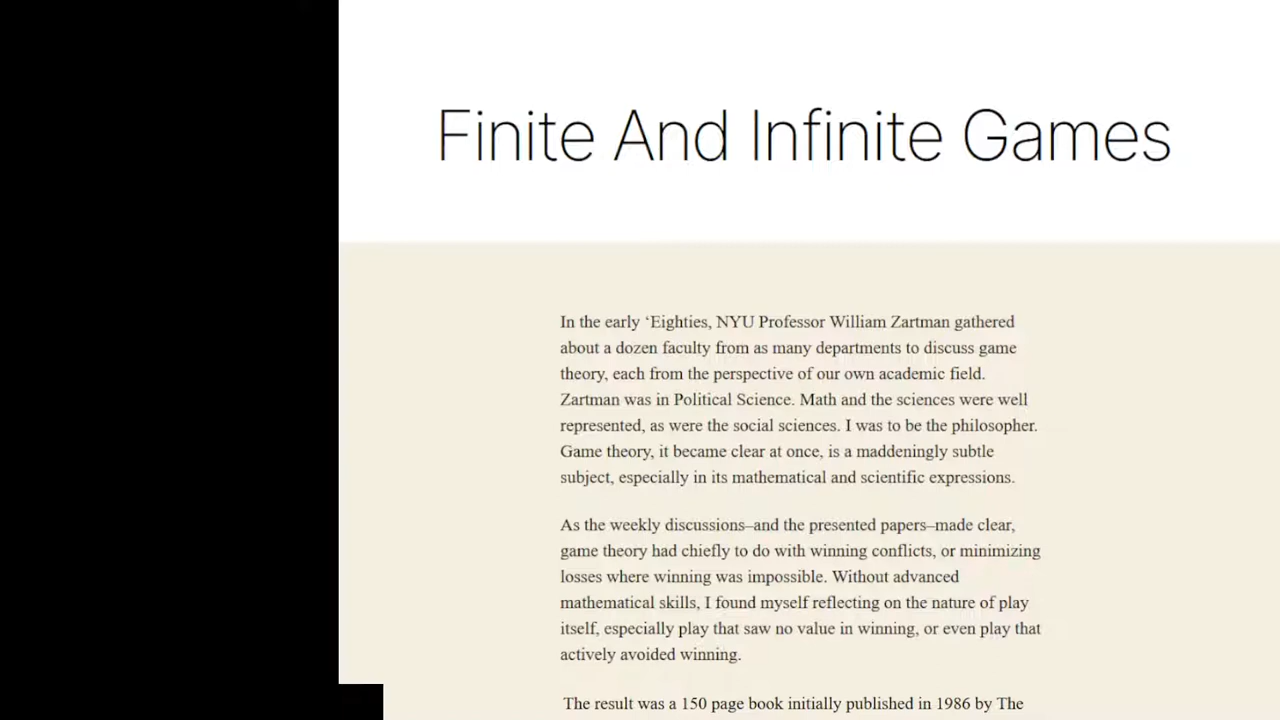 Finite And Infinite Games
In the early ‘Eighties, NYU Professor William Zartman gathered
about a dozen faculty from as many departments to discuss game
theory, each from the perspective of our own academic field.
Zartman was in Political Science. Math and the sciences were well
represented, as were the social sciences. I was to be the philosopher.
Game theory, it became clear at once, is a maddeningly subtle
subject, especially in its mathematical and scientific expressions.
As the weekly discussions–and the presented papers–made clear,
game theory had chiefly to do with winning conflicts, or minimizing
losses where winning was impossible. Without advanced
mathematical skills, I found myself reflecting on the nature of play
itself, especially play that saw no value in winning, or even play that
actively avoided winning.
The result was a 150 page book initially published in 1986 by The